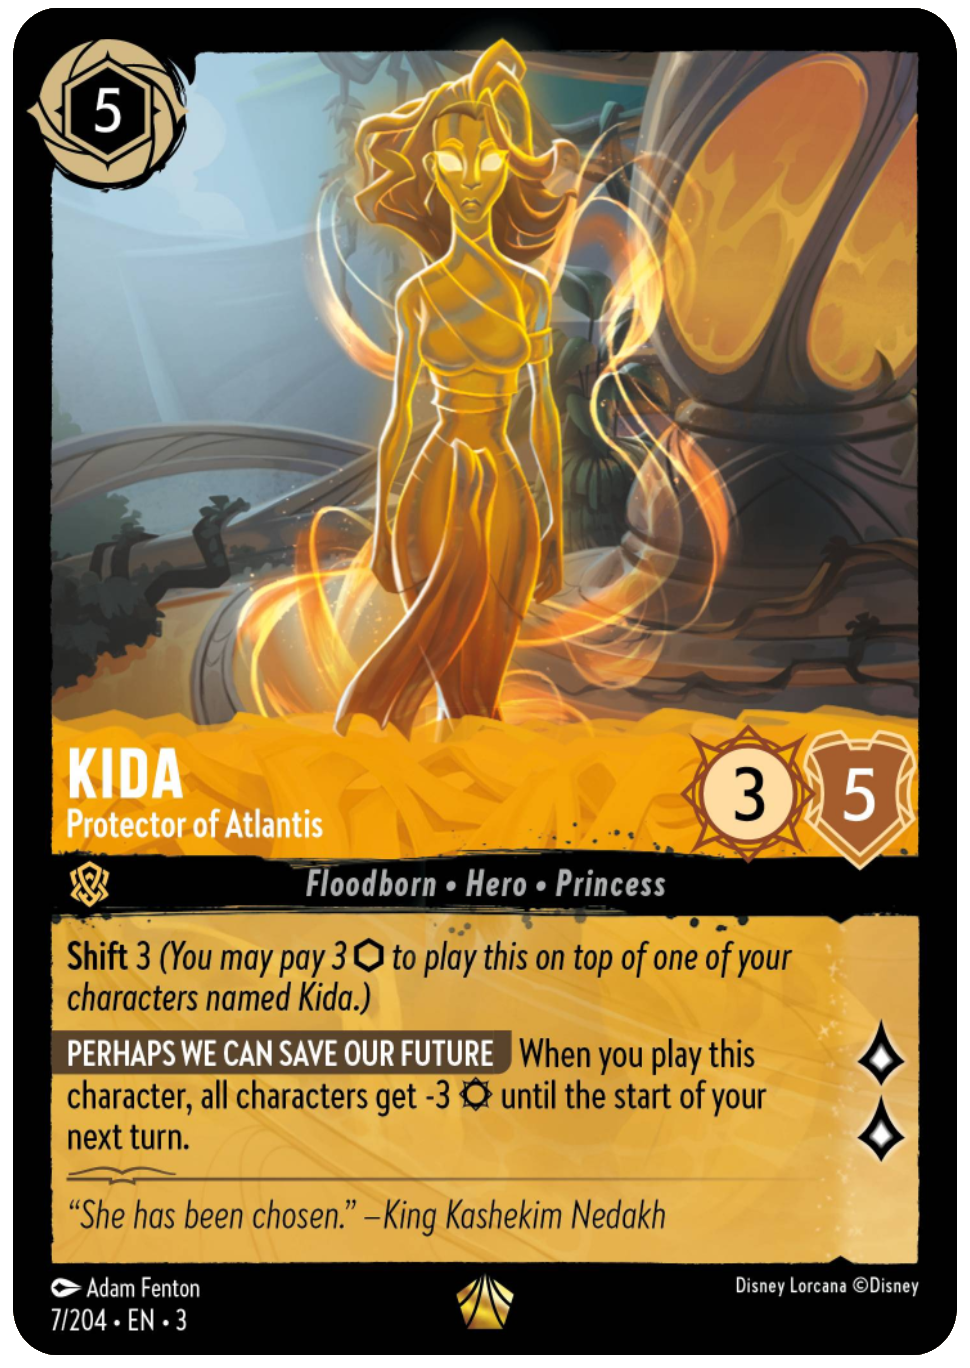 5
KIDA
Protector of Atlantis
3
5
Floodborn • Hero • Princess
Shift 3 (You may pay 3 ⬡ to play this on top of one of your
characters named Kida.)
PERHAPS WE CAN SAVE OUR FUTURE When you play this
character, all characters get -3 ¤ until the start of your
next turn.
“She has been chosen.” –King Kashekim Nedakh
Adam Fenton
7/204 • EN • 3
Disney Lorcana ©Disney